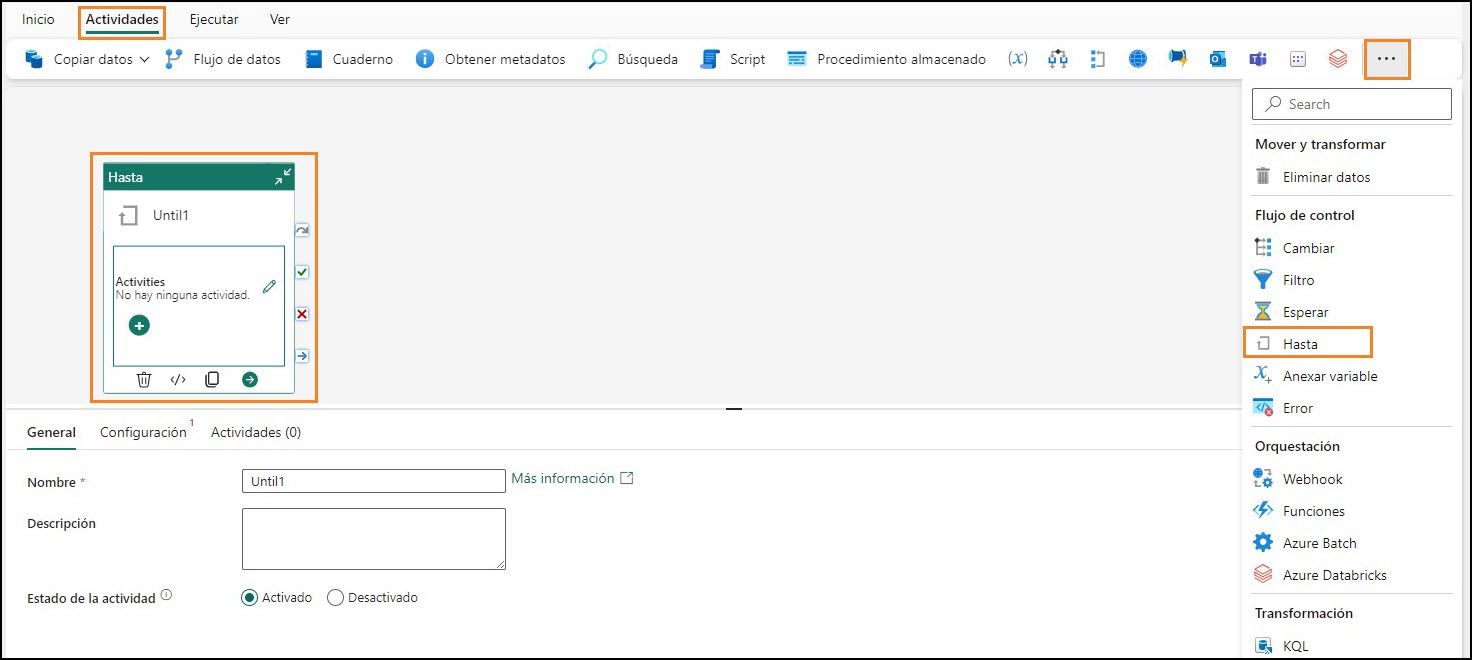 Inicio Actividades Ejecutar Ver
Copiar datos Flujo de datos Cuaderno Obtener metadatos Búsqueda Script Procedimiento almacenado (x) ...
Search
Mover y transformar
Eliminar datos
Flujo de control
Cambiar
Filtro
Esperar
Hasta
Anexar variable
Error
Orquestación
Webhook
Funciones
Azure Batch
Azure Databricks
Transformación
KQL
Hasta
Until1
Activities
No hay ninguna actividad.
General Configuración 1 Actividades (0)
Nombre * Until1 Más información
Descripción
Estado de la actividad Activado Desactivado